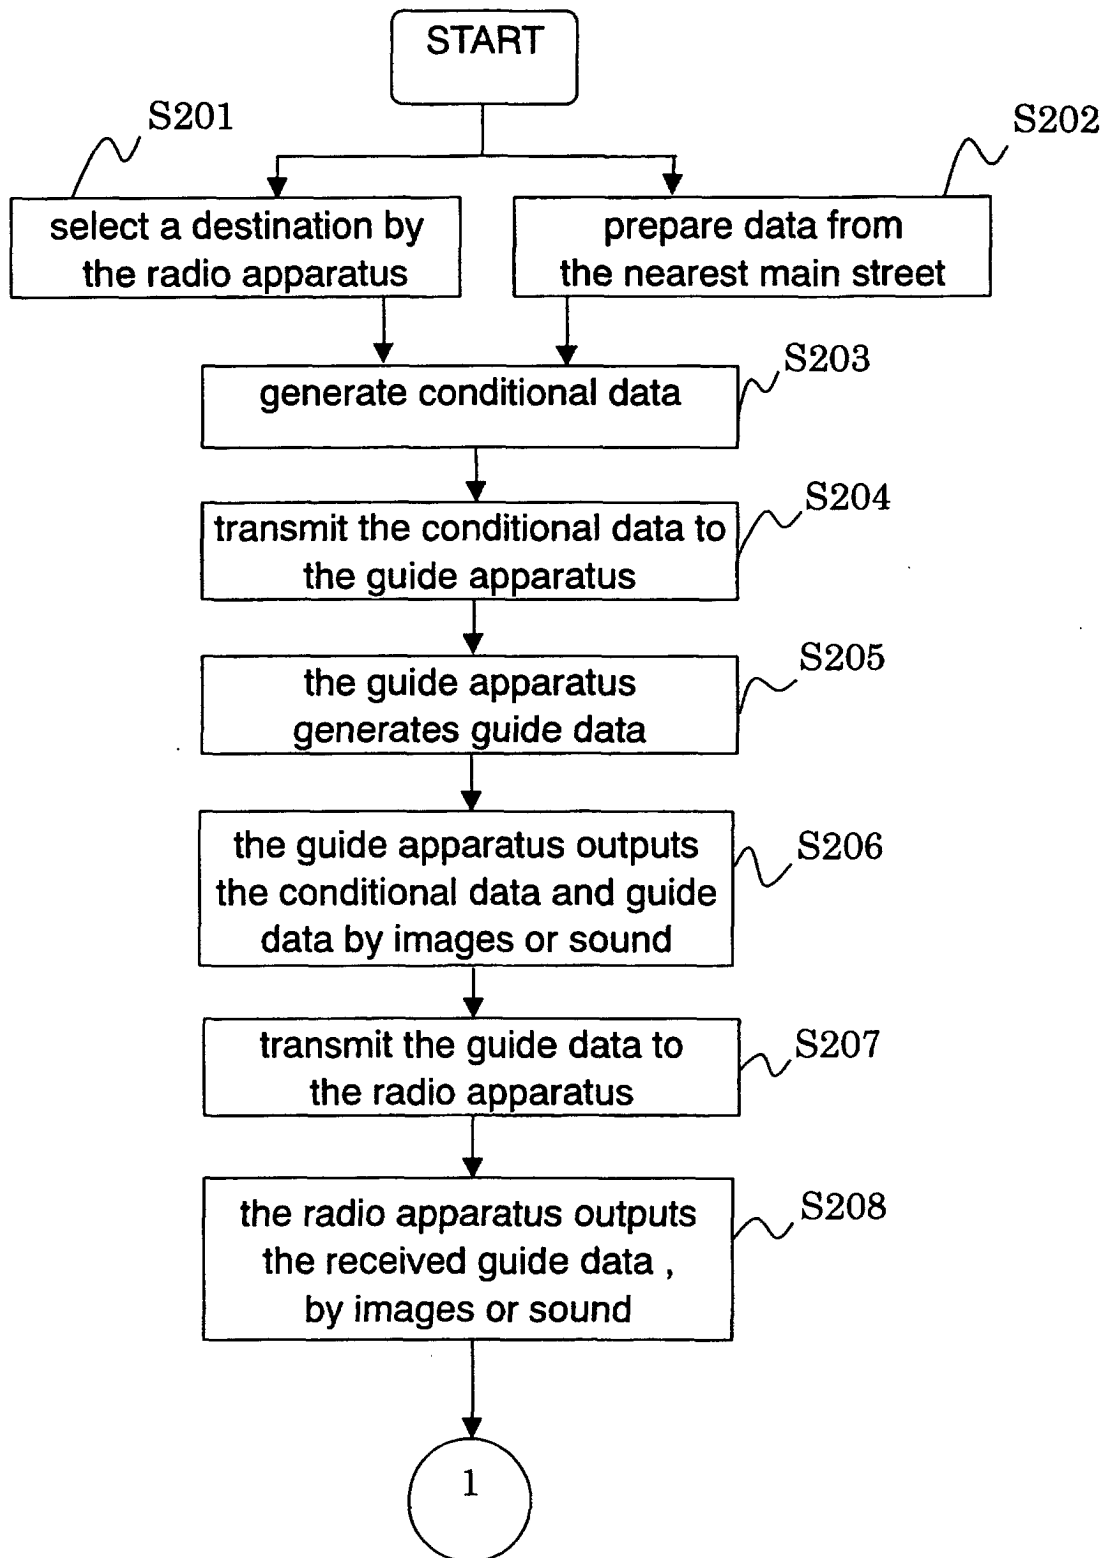 START
S201
S202
select a destination by
the radio apparatus
prepare data from
the nearest main street
S203
generate conditional data
S204
transmit the conditional data to
the guide apparatus
S205
the guide apparatus
generates guide data
S206
the guide apparatus outputs
the conditional data and guide
data by images or sound
S207
transmit the guide data to
the radio apparatus
S208
the radio apparatus outputs
the received guide data ,
by images or sound
1